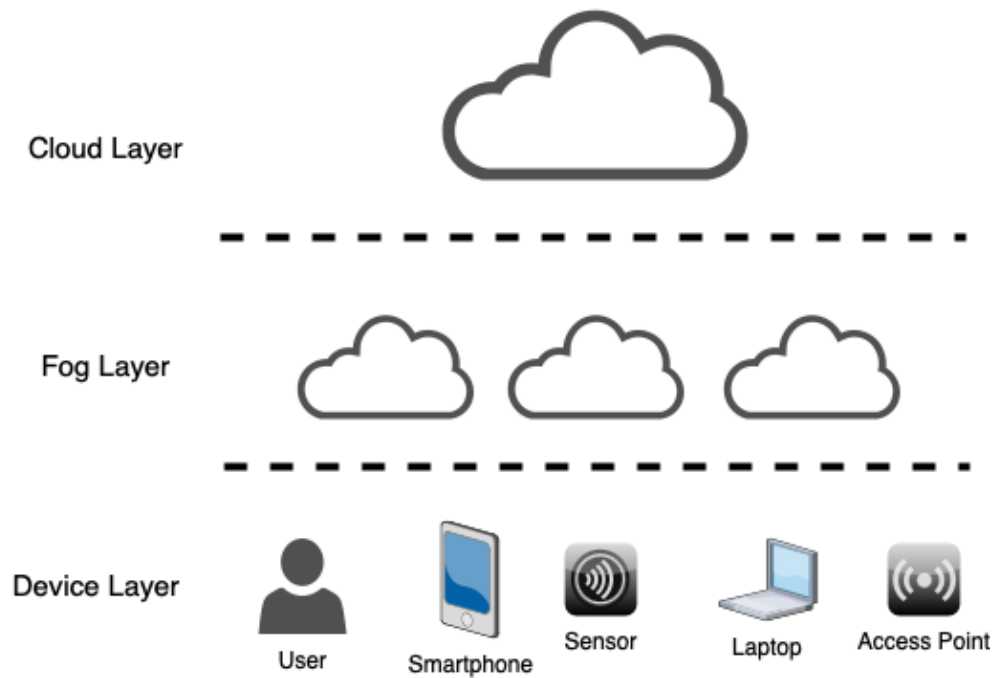 Cloud Layer
Fog Layer
Device Layer
User
Smartphone
Sensor
Laptop
Access Point